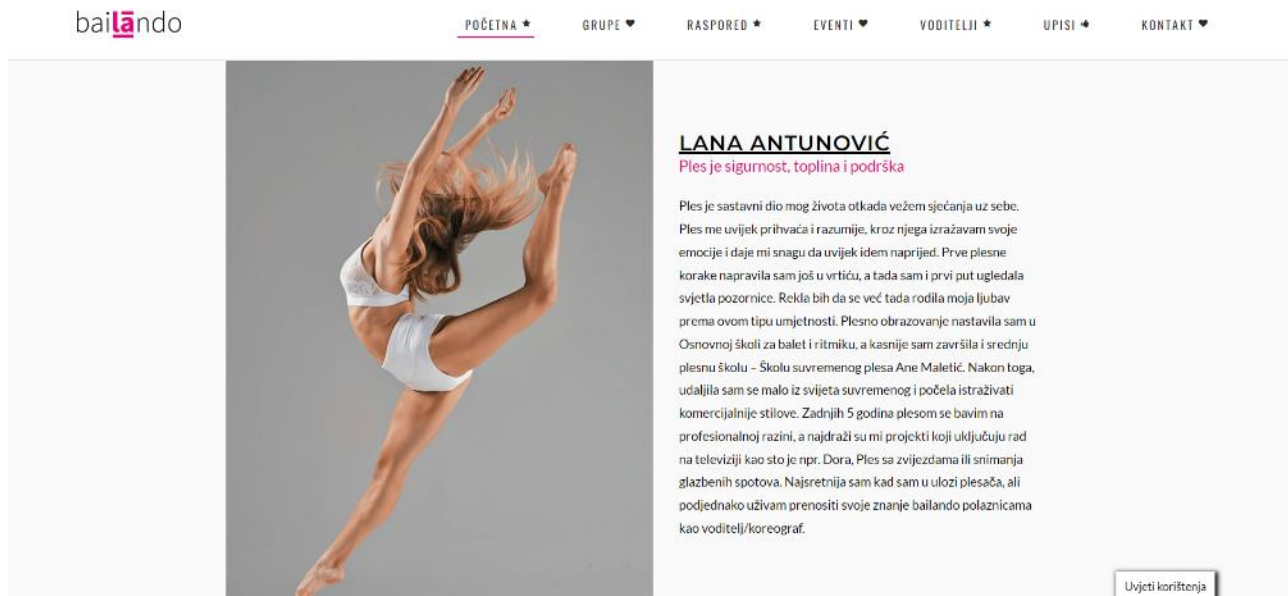 bailando
POČETNA GRUPE RASPORED EVENTI VODITELJI UPISI KONTAKT
LANA ANTUNOVIĆ
Ples je sigurnost, toplina i podrška
Ples je sastavni dio mog života otkada vežem sjećanja uz sebe.
Ples me uvijek prihvaća i razumije, kroz njega izražavam svoje
emocije i daje mi snagu da uvijek idem naprijed. Prve plesne
korake napravila sam još u vrtiću, a tada sam i prvi put ugledala
svjetla pozornice. Rekla bih da se već tada rodila moja ljubav
prema ovom tipu umjetnosti. Plesno obrazovanje nastavila sam u
Osnovnoj školi za balet i ritmiku, a kasnije sam završila i srednju
plesnu školu – Školu suvremenog plesa Ane Maletić. Nakon toga,
udaljila sam se malo iz svijeta suvremenog i počela istraživati
komercijalnije stilove. Zadnjih 5 godina plesom se bavim na
profesionalnoj razini, a najdraži su mi projekti koji uključuju rad
na televiziji kao sto je npr. Dora, Ples sa zvijezdama ili snimanja
glazbenih spotova. Najsretnija sam kad sam u ulozi plesača, ali
podjednako uživam prenositi svoje znanje bailando polaznicama
kao voditelj/koreograf.
Uvjeti korištenja